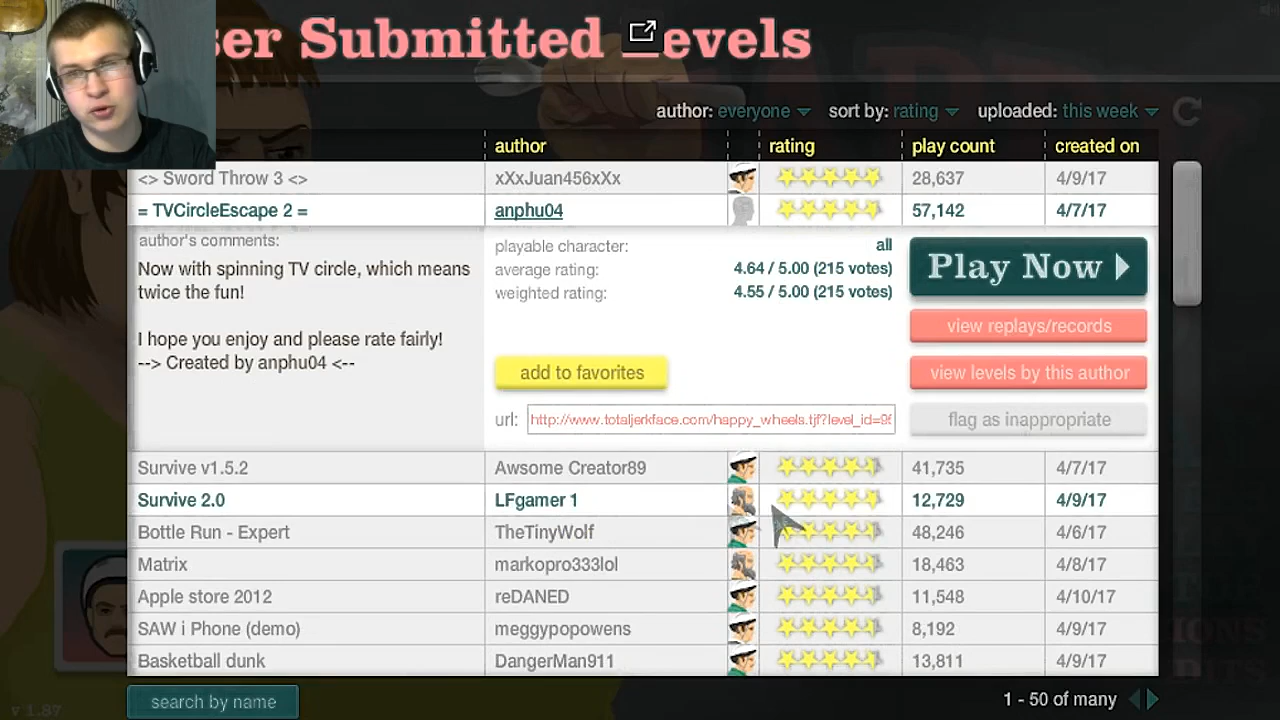 ser Submitted Levels
author: everyone sort by: rating uploaded: this week
author rating play count created on
<> Sword Throw 3 <> xXxJuan456xXx 28,637 4/9/17
= TVCircleEscape 2 = anphu04 57,142 4/7/17
author's comments:
Now with spinning TV circle, which means
twice the fun!
I hope you enjoy and please rate fairly!
--> Created by anphu04 <--
playable character: all
average rating: 4.64 / 5.00 (215 votes)
weighted rating: 4.55 / 5.00 (215 votes)
add to favorites
url: http://www.totaljerkface.com/happy_wheels.tjf?level_id=9
Play Now
view replays/records
view levels by this author
flag as inappropriate
Survive v1.5.2 Awsome Creator89 41,735 4/7/17
Survive 2.0 LFgamer 1 12,729 4/9/17
Bottle Run - Expert TheTinyWolf 48,246 4/6/17
Matrix markopro333lol 18,463 4/8/17
Apple store 2012 reDANED 11,548 4/10/17
SAW i Phone (demo) meggypopowens 8,192 4/9/17
Basketball dunk DangerMan911 13,811 4/9/17
search by name 1 - 50 of many
v 1.87